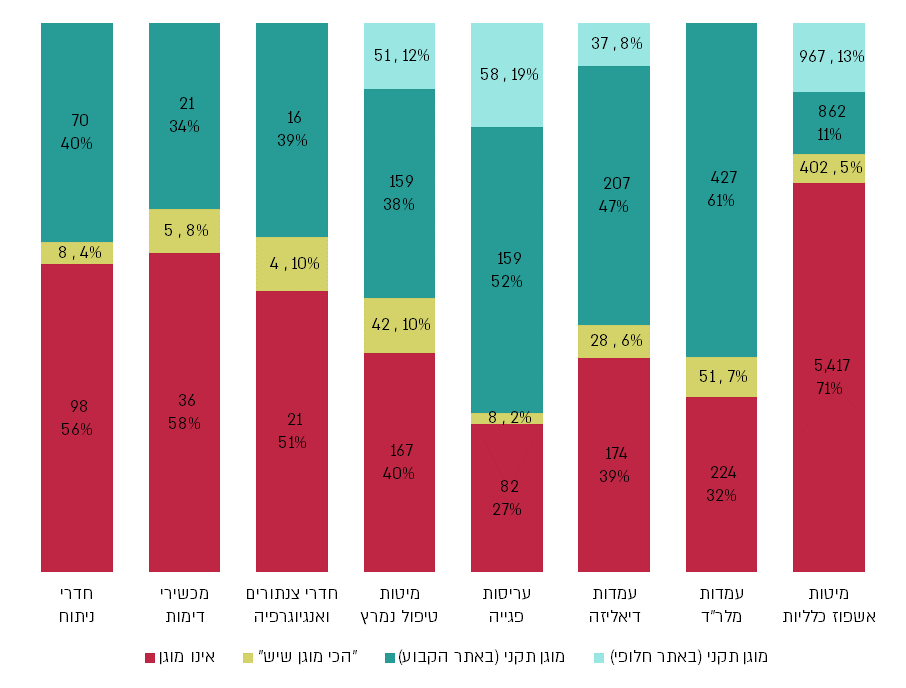 967 , 13%
862
11%
402 , 5%
5,417
71%
מיטות
אשפוז כלליות
427
61%
51 , 7%
224
32%
עמדות
מלר"ד
37 , 8%
207
47%
28 , 6%
174
39%
עמדות
דיאליזה
58 , 19%
159
52%
8 , 2%
82
27%
עריסות
פגייה
51 , 12%
159
38%
42 , 10%
167
40%
מיטות
טיפול נמרץ
16
39%
4 , 10%
21
51%
חדרי צנתורים
ואנגיוגרפיה
21
34%
5 , 8%
36
58%
מכשירי
דימות
70
40%
8 , 4%
98
56%
חדרי
ניתוח
מוגן תקני (באתר חלופי)
מוגן תקני (באתר הקבוע)
"הכי מוגן שיש"
אינו מוגן